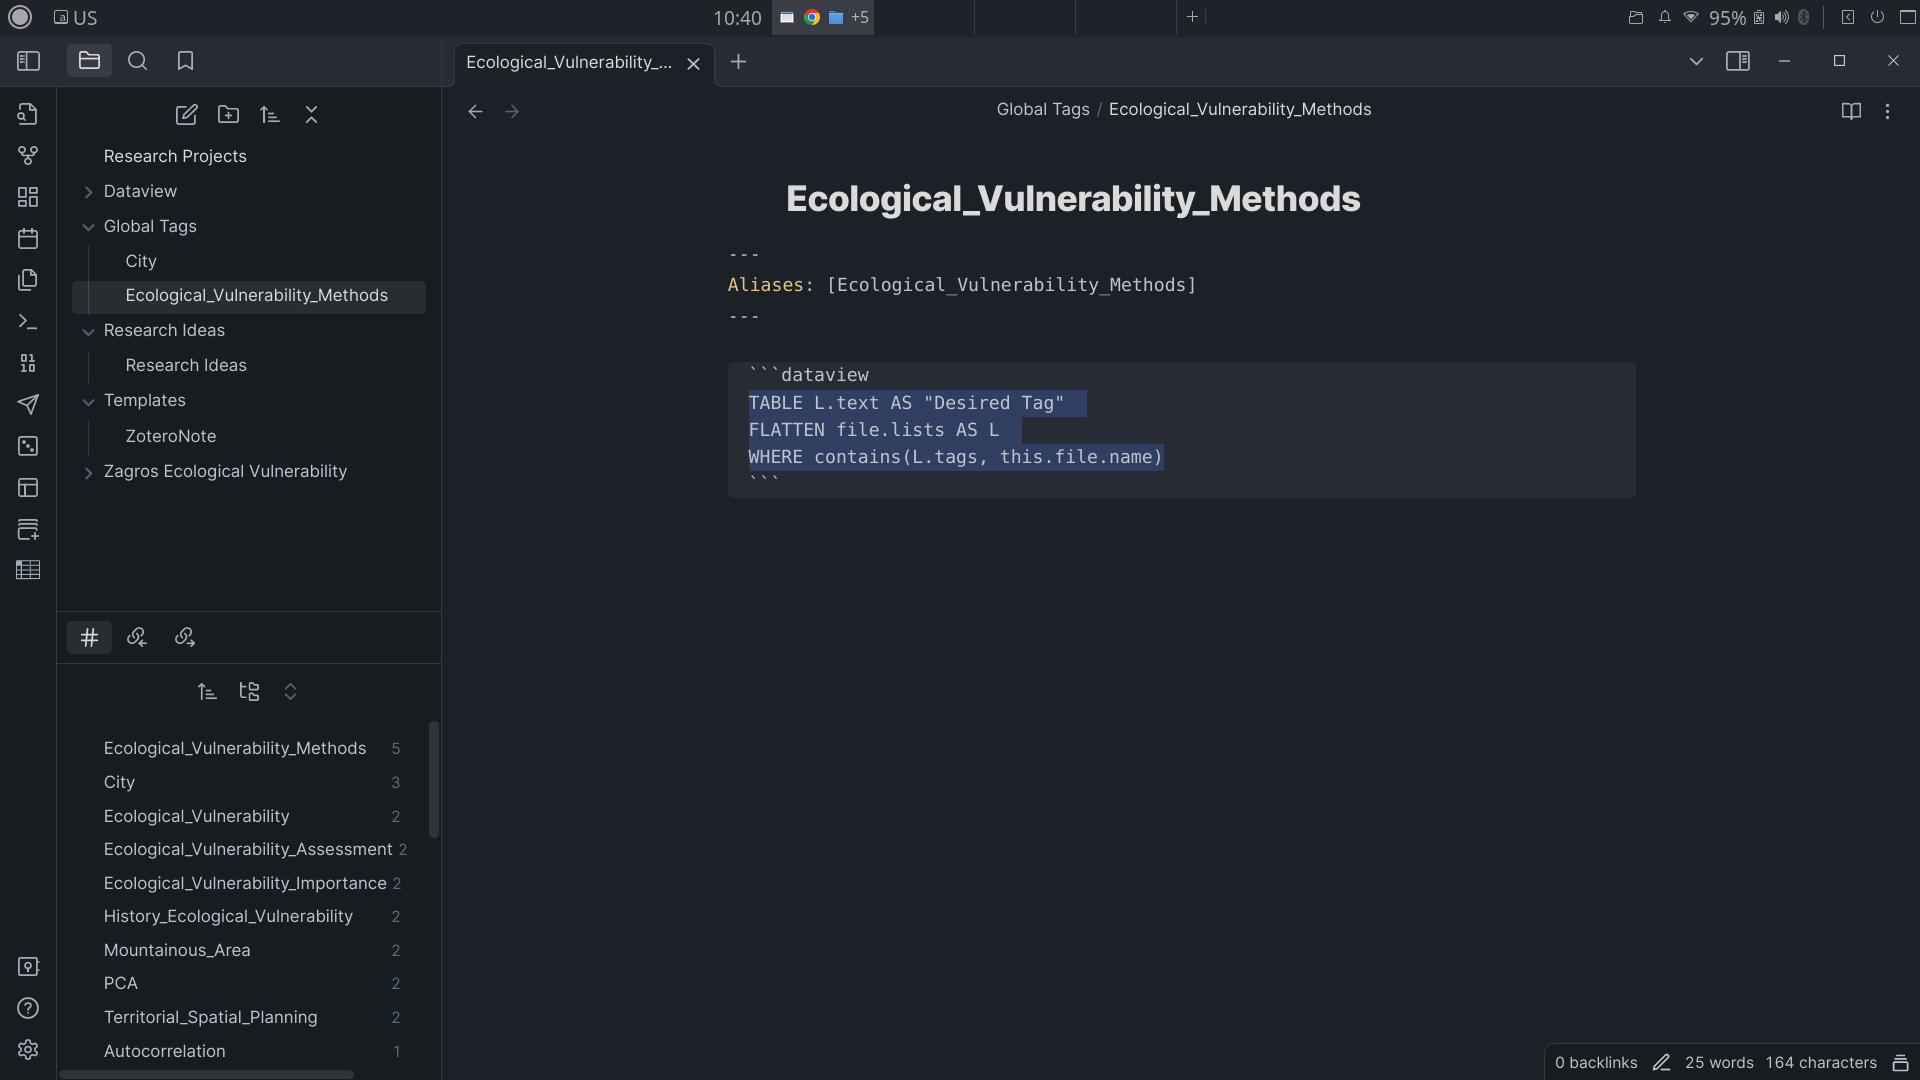 US
10:40
+5
95%
Ecological_Vulnerability_...
Global Tags / Ecological_Vulnerability_Methods
Research Projects
Dataview
Global Tags
City
Ecological_Vulnerability_Methods
Research Ideas
Research Ideas
Templates
ZoteroNote
Zagros Ecological Vulnerability
Ecological_Vulnerability_Methods 5
City 3
Ecological_Vulnerability 2
Ecological_Vulnerability_Assessment 2
Ecological_Vulnerability_Importance 2
History_Ecological_Vulnerability 2
Mountainous_Area 2
PCA 2
Territorial_Spatial_Planning 2
Autocorrelation 1
Ecological_Vulnerability_Methods
---
Aliases: [Ecological_Vulnerability_Methods]
---
```dataview
TABLE L.text AS "Desired Tag"
FLATTEN file.lists AS L
WHERE contains(L.tags, this.file.name)
```
0 backlinks 25 words 164 characters